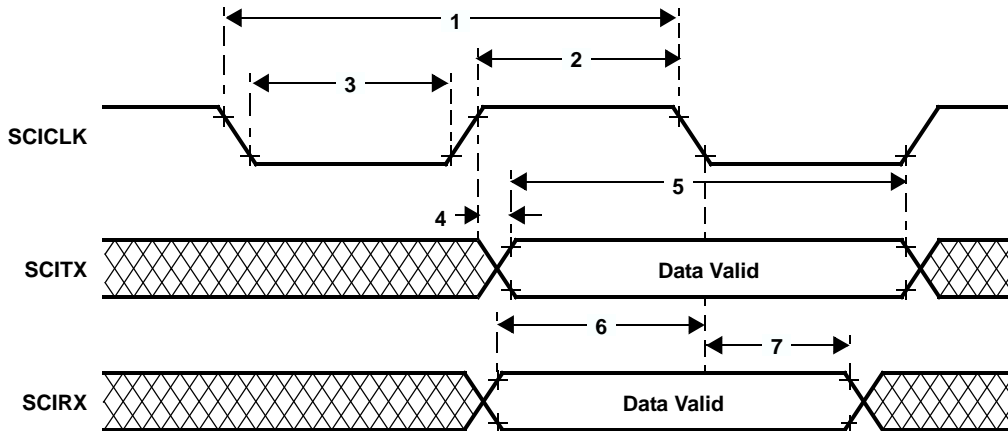 1
2
3
SCICLK
5
4
SCITX
Data Valid
6
7
SCIRX
Data Valid